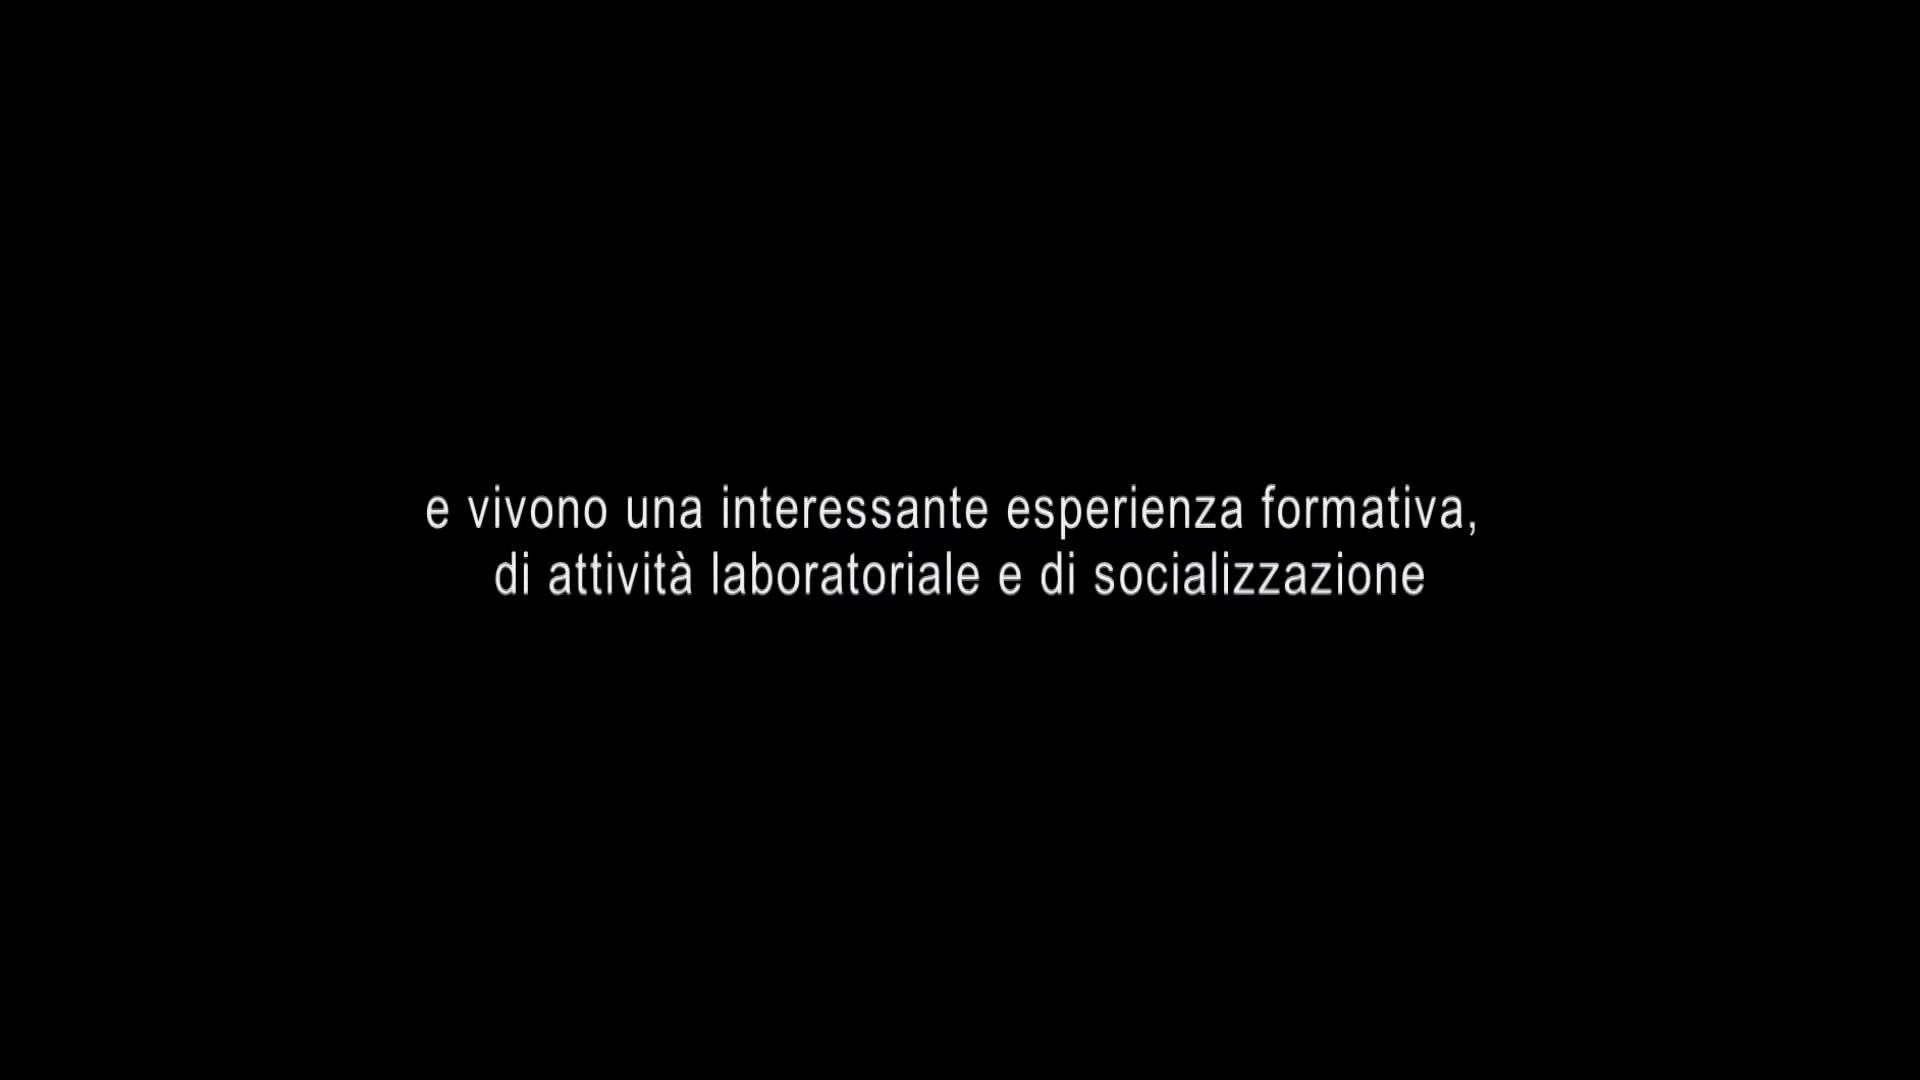 e vivono una interessante esperienza formativa,
di attività laboratoriale e di socializzazione